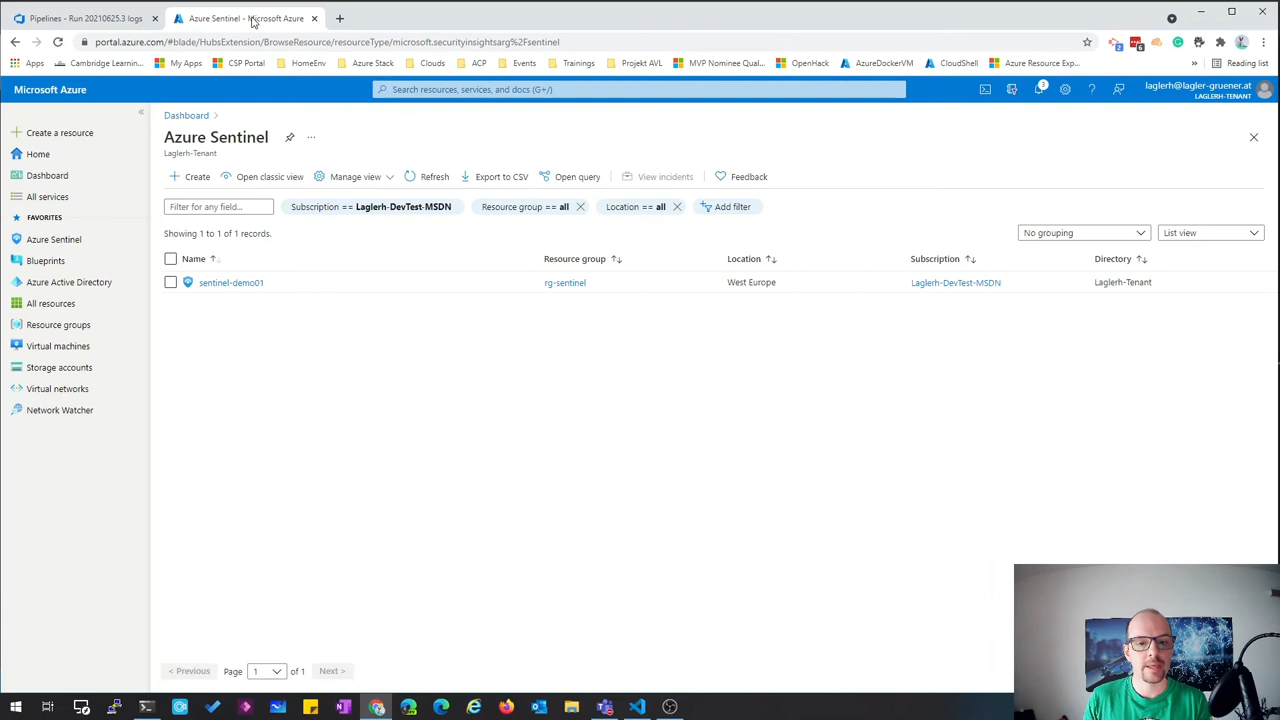 Pipelines - Run 20210625.3 logs
Azure Sentinel - Microsoft Azure
portal.azure.com/#blade/HubsExtension/BrowseResource/resourceType/microsoft.securityinsightsarg%2Fsentinel
Apps Cambridge Learning... My Apps CSP Portal HomeEnv Azure Stack Clouds ACP Events Trainings Projekt AVL MVP Nominee Qual... OpenHack AzureDockerVM CloudShell Azure Resource Exp... » Reading list
Microsoft Azure
Search resources, services, and docs (G+/)
3
laglerh@lagler-gruener.at
LAGLERH-TENANT
Create a resource
Home
Dashboard
All services
FAVORITES
Azure Sentinel
Blueprints
Azure Active Directory
All resources
Resource groups
Virtual machines
Storage accounts
Virtual networks
Network Watcher
Dashboard >
Azure Sentinel ...
Laglerh-Tenant
+ Create Open classic view Manage view Refresh Export to CSV Open query View incidents Feedback
Filter for any field... Subscription == Laglerh-DevTest-MSDN Resource group == all Location == all Add filter
Showing 1 to 1 of 1 records.
No grouping List view
Name Resource group Location Subscription Directory
sentinel-demo01 rg-sentinel West Europe Laglerh-DevTest-MSDN Laglerh-Tenant
< Previous Page 1 of 1 Next >